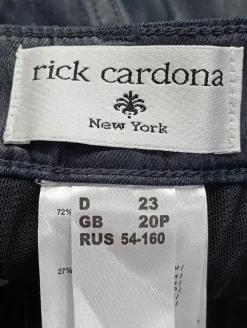 rick cardona
New York
D 23
72% GB 20P
RUS 54-160
27%